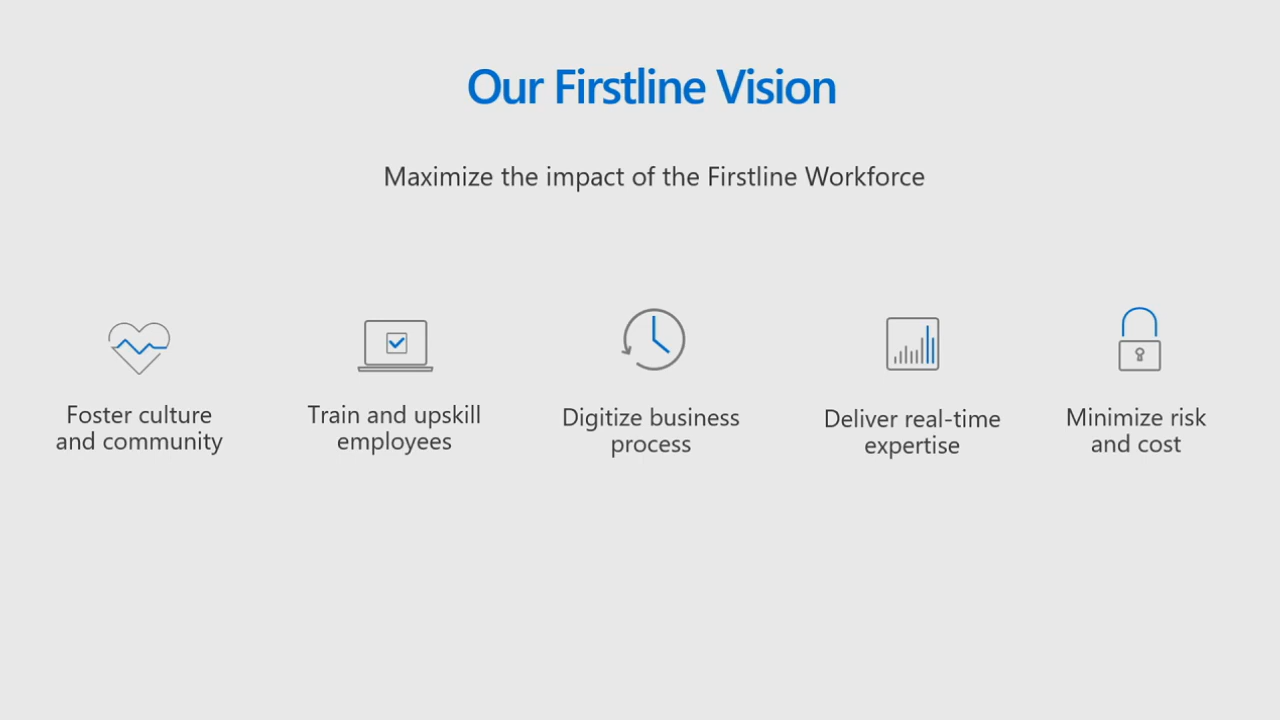 Our Firstline Vision
Maximize the impact of the Firstline Workforce
Foster culture
and community
Train and upskill
employees
Digitize business
process
Deliver real-time
expertise
Minimize risk
and cost